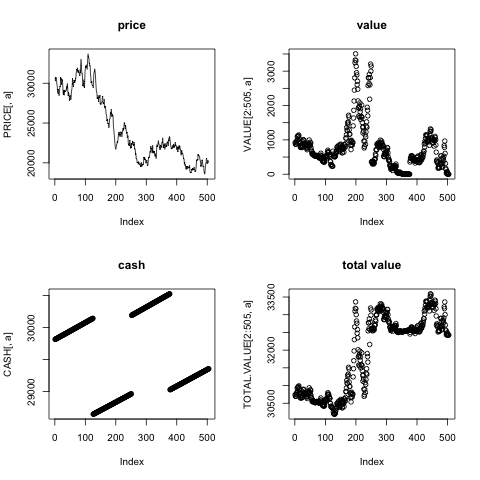 price
value
PRICE[, a]
20000 25000 30000
0 100 200 300 400 500
Index
VALUE[2:505, a]
0 1000 2000 3000
0 100 200 300 400 500
Index
cash
total value
CASH[, a]
29000 30000
0 100 200 300 400 500
Index
TOTAL.VALUE[2:505, a]
30500 32000 33500
0 100 200 300 400 500
Index